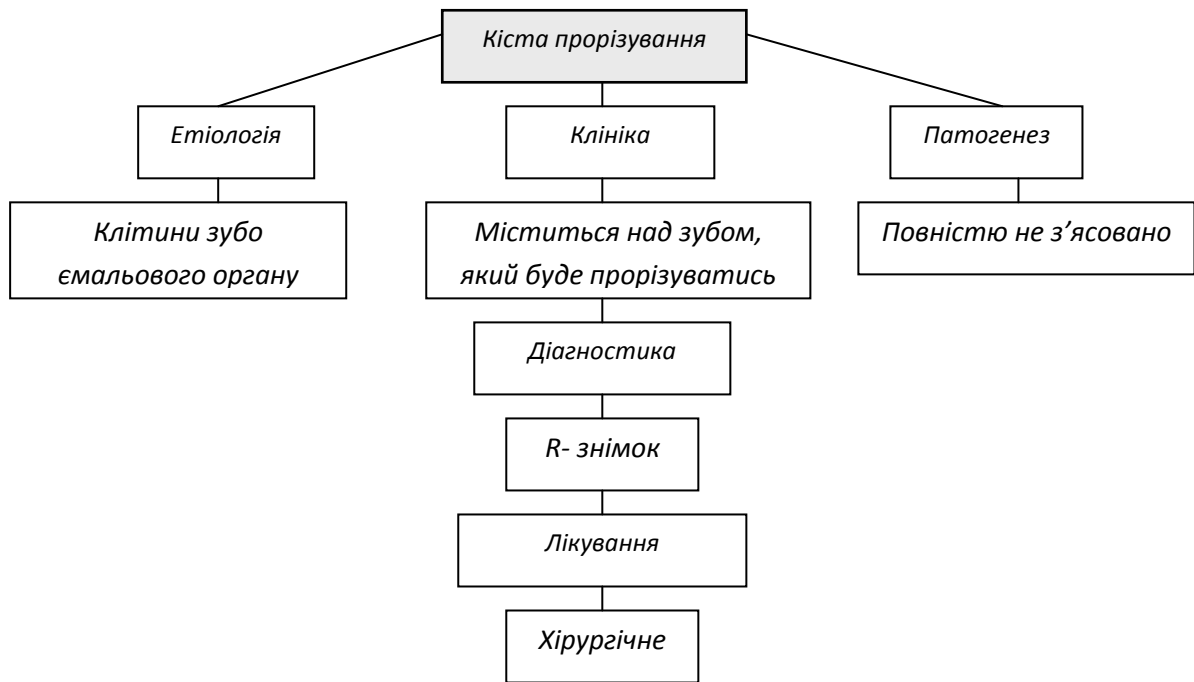 Кіста прорізування
Етіологія
Клініка
Патогенез
Клітини зубо
ємальового органу
Міститься над зубом,
який буде прорізуватись
Повністю не з’ясовано
Діагностика
R- знімок
Лікування
Хірургічне